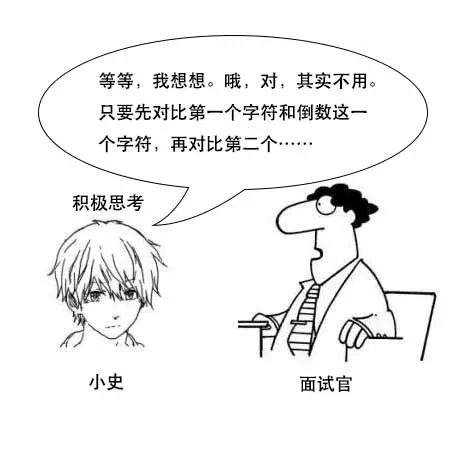 等等，我想想。哦，对，其实不用。
只要先对比第一个字符和倒数这一
个字符，再对比第二个……
积极思考
小史
面试官